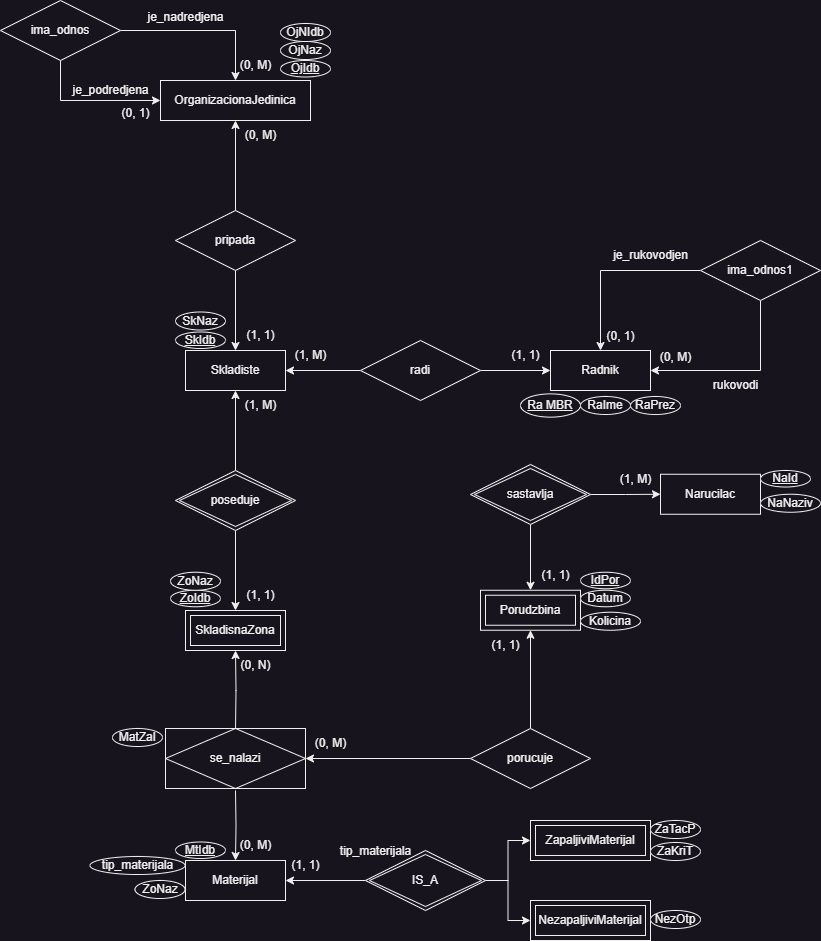 je_nadredjena
ima_odnos
OjNIdb
OjNaz
OjIdb
(0, M)
je_podredjena
(0, 1)
OrganizacionaJedinica
(0, M)
pripada
je_rukovodjen
ima_odnos1
SkNaz
SkIdb
(1, 1)
(0, 1)
(1, M)
(1, 1)
(0, M)
Skladiste
radi
Radnik
rukovodi
(1, M)
Ra MBR
RaIme
RaPrez
(1, M)
NaId
poseduje
sastavlja
Narucilac
NaNaziv
ZoNaz
ZoIdb
(1, 1)
(1, 1)
IdPor
Datum
Porudzbina
Kolicina
SkladisnaZona
(1, 1)
(0, N)
MatZal
(0, M)
se_nalazi
porucuje
MtIdb
(0, M)
tip_materijala
tip_materijala
(1, 1)
ZapaljiviMaterijal
ZaTacP
ZaKriT
Materijal
ZoNaz
IS_A
NezapaljiviMaterijal
NezOtp